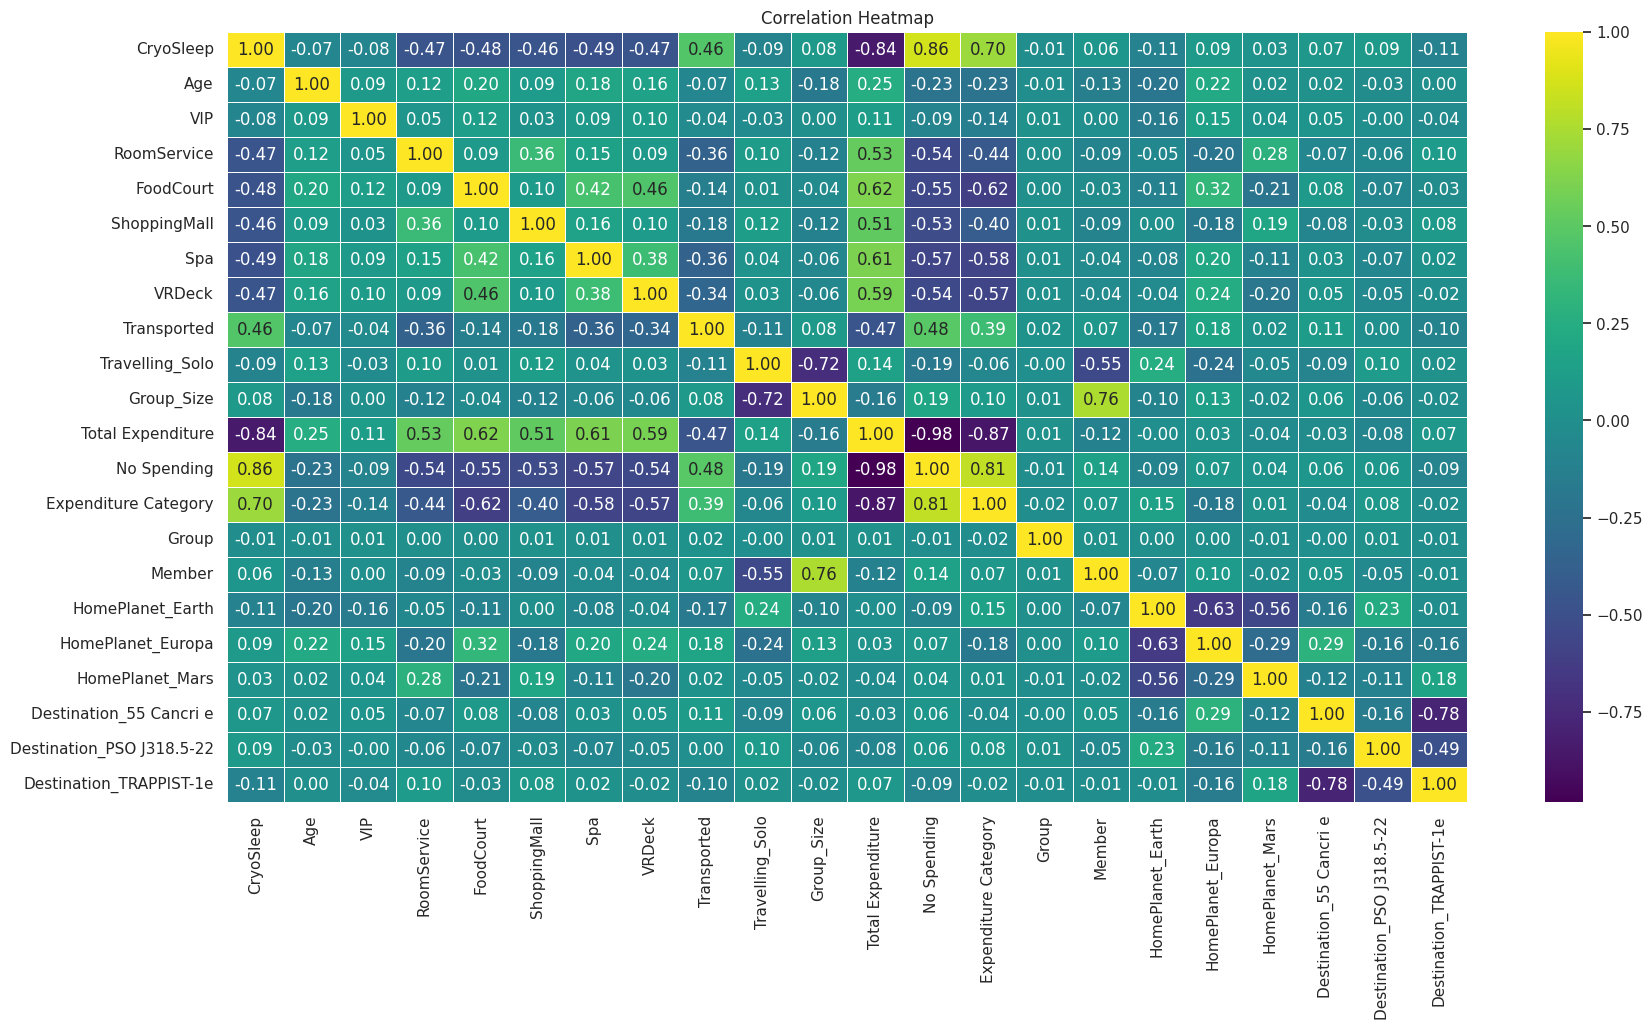 Correlation Heatmap
CryoSleep 1.00 -0.07 -0.08 -0.47 -0.48 -0.46 -0.49 -0.47 0.46 -0.09 0.08 -0.84 0.86 0.70 -0.01 0.06 -0.11 0.09 0.03 0.07 0.09 -0.11
Age -0.07 1.00 0.09 0.12 0.20 0.09 0.18 0.16 -0.07 0.13 -0.18 0.25 -0.23 -0.23 -0.01 -0.13 -0.20 0.22 0.02 0.02 -0.03 0.00
VIP -0.08 0.09 1.00 0.05 0.12 0.03 0.09 0.10 -0.04 -0.03 0.00 0.11 -0.09 -0.14 0.01 0.00 -0.16 0.15 0.04 0.05 -0.00 -0.04
RoomService -0.47 0.12 0.05 1.00 0.09 0.36 0.15 0.09 -0.36 0.10 -0.12 0.53 -0.54 -0.44 0.00 -0.09 -0.05 -0.20 0.28 -0.07 -0.06 0.10
FoodCourt -0.48 0.20 0.12 0.09 1.00 0.10 0.42 0.46 -0.14 0.01 -0.04 0.62 -0.55 -0.62 0.00 -0.03 -0.11 0.32 -0.21 0.08 -0.07 -0.03
ShoppingMall -0.46 0.09 0.03 0.36 0.10 1.00 0.16 0.10 -0.18 0.12 -0.12 0.51 -0.53 -0.40 0.01 -0.09 0.00 -0.18 0.19 -0.08 -0.03 0.08
Spa -0.49 0.18 0.09 0.15 0.42 0.16 1.00 0.38 -0.36 0.04 -0.06 0.61 -0.57 -0.58 0.01 -0.04 -0.08 0.20 -0.11 0.03 -0.07 0.02
VRDeck -0.47 0.16 0.10 0.09 0.46 0.10 0.38 1.00 -0.34 0.03 -0.06 0.59 -0.54 -0.57 0.01 -0.04 -0.04 0.24 -0.20 0.05 -0.05 -0.02
Transported 0.46 -0.07 -0.04 -0.36 -0.14 -0.18 -0.36 -0.34 1.00 -0.11 0.08 -0.47 0.48 0.39 0.02 0.07 -0.17 0.18 0.02 0.11 0.00 -0.10
Travelling_Solo -0.09 0.13 -0.03 0.10 0.01 0.12 0.04 0.03 -0.11 1.00 -0.72 0.14 -0.19 -0.06 -0.00 -0.55 0.24 -0.24 -0.05 -0.09 0.10 0.02
Group_Size 0.08 -0.18 0.00 -0.12 -0.04 -0.12 -0.06 -0.06 0.08 -0.72 1.00 -0.16 0.19 0.10 0.01 0.76 -0.10 0.13 -0.02 0.06 -0.06 -0.02
Total Expenditure -0.84 0.25 0.11 0.53 0.62 0.51 0.61 0.59 -0.47 0.14 -0.16 1.00 -0.98 -0.87 0.01 -0.12 -0.00 0.03 -0.04 -0.03 -0.08 0.07
No Spending 0.86 -0.23 -0.09 -0.54 -0.55 -0.53 -0.57 -0.54 0.48 -0.19 0.19 -0.98 1.00 0.81 -0.01 0.14 -0.09 0.07 0.04 0.06 0.06 -0.09
Expenditure Category 0.70 -0.23 -0.14 -0.44 -0.62 -0.40 -0.58 -0.57 0.39 -0.06 0.10 -0.87 0.81 1.00 -0.02 0.07 0.15 -0.18 0.01 -0.04 0.08 -0.02
Group -0.01 -0.01 0.01 0.00 0.00 0.01 0.01 0.01 0.02 -0.00 0.01 0.01 -0.01 -0.02 1.00 0.01 0.00 0.00 -0.01 -0.00 0.01 -0.01
Member 0.06 -0.13 0.00 -0.09 -0.03 -0.09 -0.04 -0.04 0.07 -0.55 0.76 -0.12 0.14 0.07 0.01 1.00 -0.07 0.10 -0.02 0.05 -0.05 -0.01
HomePlanet_Earth -0.11 -0.20 -0.16 -0.05 -0.11 0.00 -0.08 -0.04 -0.17 0.24 -0.10 -0.00 -0.09 0.15 0.00 -0.07 1.00 -0.63 -0.56 -0.16 0.23 -0.01
HomePlanet_Europa 0.09 0.22 0.15 -0.20 0.32 -0.18 0.20 0.24 0.18 -0.24 0.13 0.03 0.07 -0.18 0.00 0.10 -0.63 1.00 -0.29 0.29 -0.16 -0.16
HomePlanet_Mars 0.03 0.02 0.04 0.28 -0.21 0.19 -0.11 -0.20 0.02 -0.05 -0.02 -0.04 0.04 0.01 -0.01 -0.02 -0.56 -0.29 1.00 -0.12 -0.11 0.18
Destination_55 Cancri e 0.07 0.02 0.05 -0.07 0.08 -0.08 0.03 0.05 0.11 -0.09 0.06 -0.03 0.06 -0.04 -0.00 0.05 -0.16 0.29 -0.12 1.00 -0.16 -0.78
Destination_PSO J318.5-22 0.09 -0.03 -0.00 -0.06 -0.07 -0.03 -0.07 -0.05 0.00 0.10 -0.06 -0.08 0.06 0.08 0.01 -0.05 0.23 -0.16 -0.11 -0.16 1.00 -0.49
Destination_TRAPPIST-1e -0.11 0.00 -0.04 0.10 -0.03 0.08 0.02 -0.02 -0.10 0.02 -0.02 0.07 -0.09 -0.02 -0.01 -0.01 -0.01 -0.16 0.18 -0.78 -0.49 1.00
CryoSleep
Age
VIP
RoomService
FoodCourt
ShoppingMall
Spa
VRDeck
Transported
Travelling_Solo
Group_Size
Total Expenditure
No Spending
Expenditure Category
Group
Member
HomePlanet_Earth
HomePlanet_Europa
HomePlanet_Mars
Destination_55 Cancri e
Destination_PSO J318.5-22
Destination_TRAPPIST-1e
1.00
0.75
0.50
0.25
0.00
−0.25
−0.50
−0.75